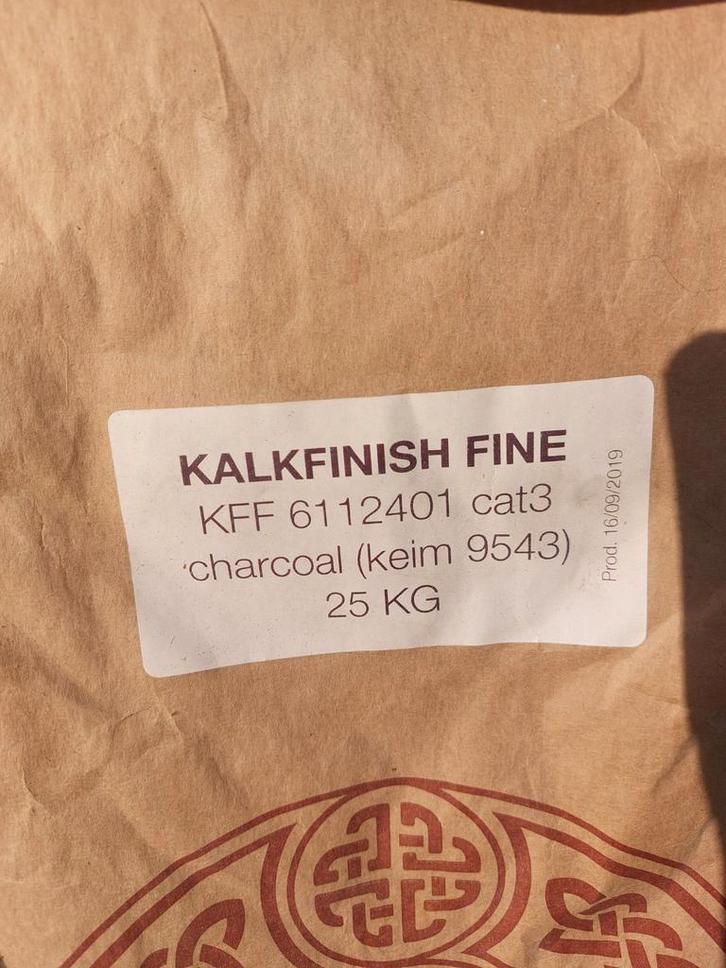 KALKFINISH FINE
KFF 6112401 cat3
'charcoal (keim 9543)
25 KG
Prod. 16/09/2019